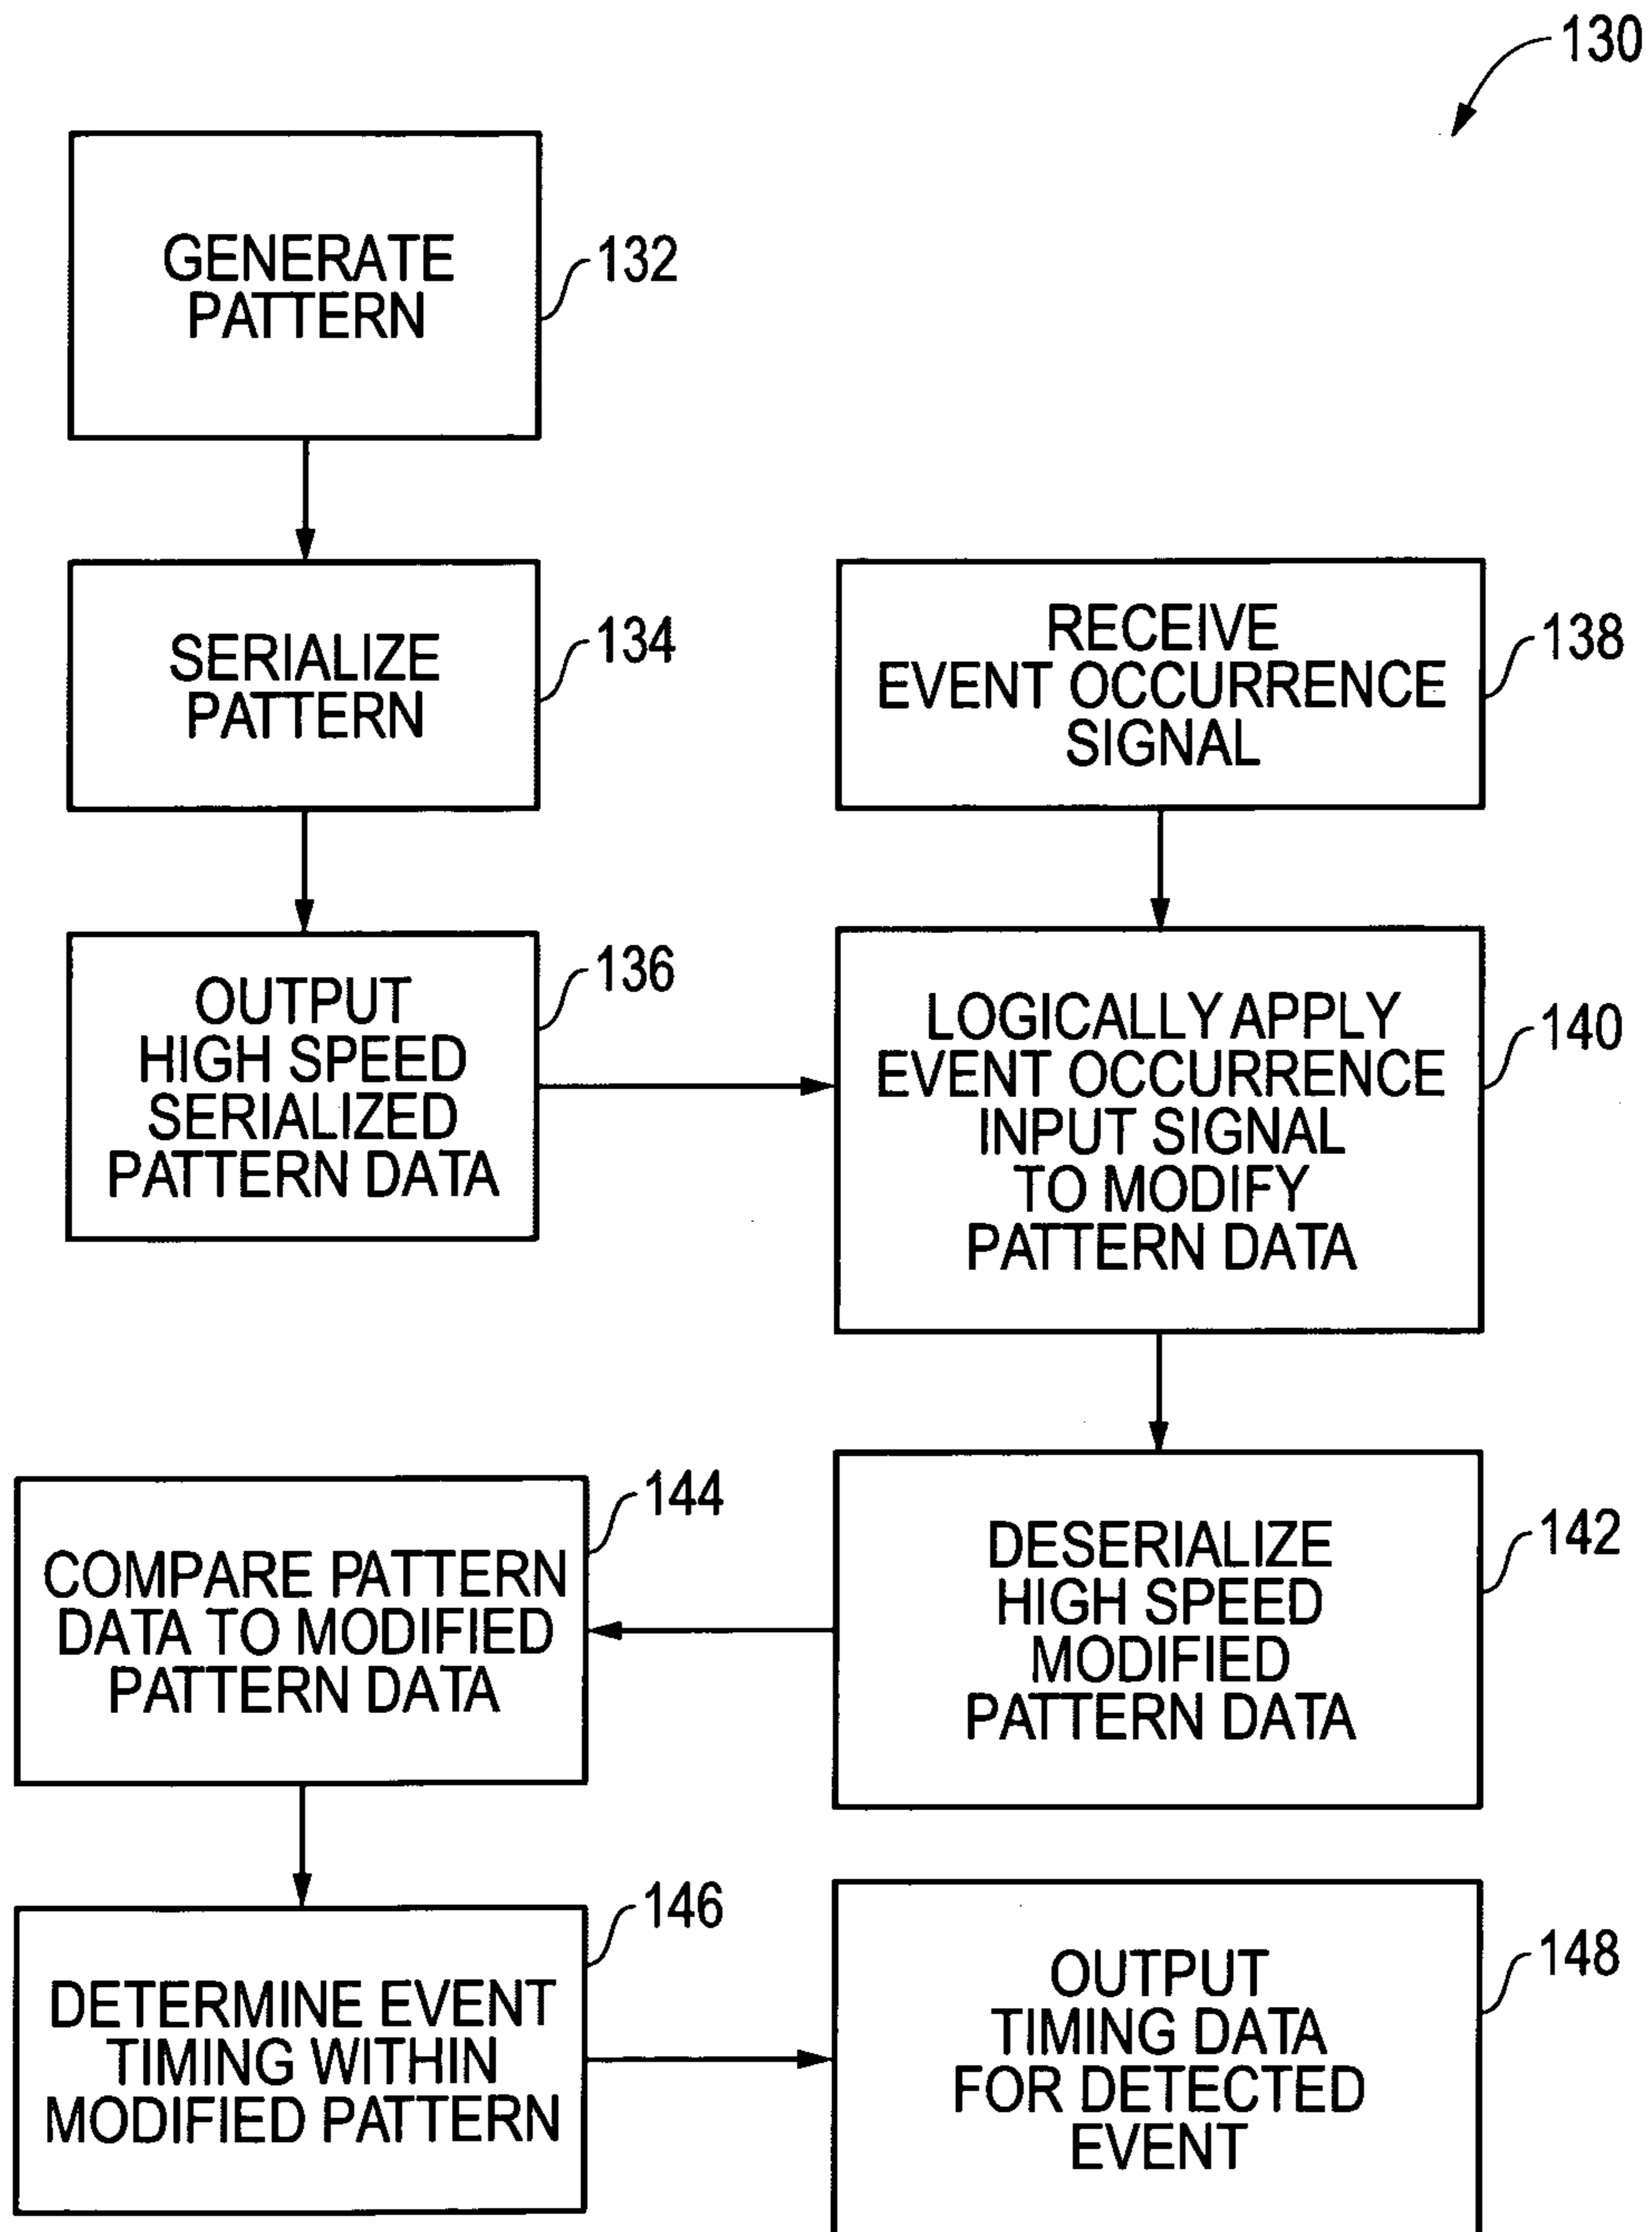 130
GENERATE
PATTERN
132
SERIALIZE
PATTERN
134
RECEIVE
EVENT OCCURRENCE
SIGNAL
138
OUTPUT
HIGH SPEED
SERIALIZED
PATTERN DATA
136
LOGICALLY APPLY
EVENT OCCURRENCE
INPUT SIGNAL
TO MODIFY
PATTERN DATA
140
DESERIALIZE
HIGH SPEED
MODIFIED
PATTERN DATA
142
COMPARE PATTERN
DATA TO MODIFIED
PATTERN DATA
144
DETERMINE EVENT
TIMING WITHIN
MODIFIED PATTERN
146
OUTPUT
TIMING DATA
FOR DETECTED
EVENT
148